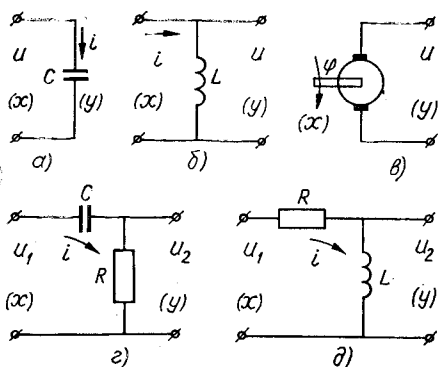 u i i u u
C L φ
(x) (y) (x) (y) (x) (y)
а) б) в)
C R
u₁ i R u₂ u₁ i L u₂
(x) (y) (x) (y)
г) д)